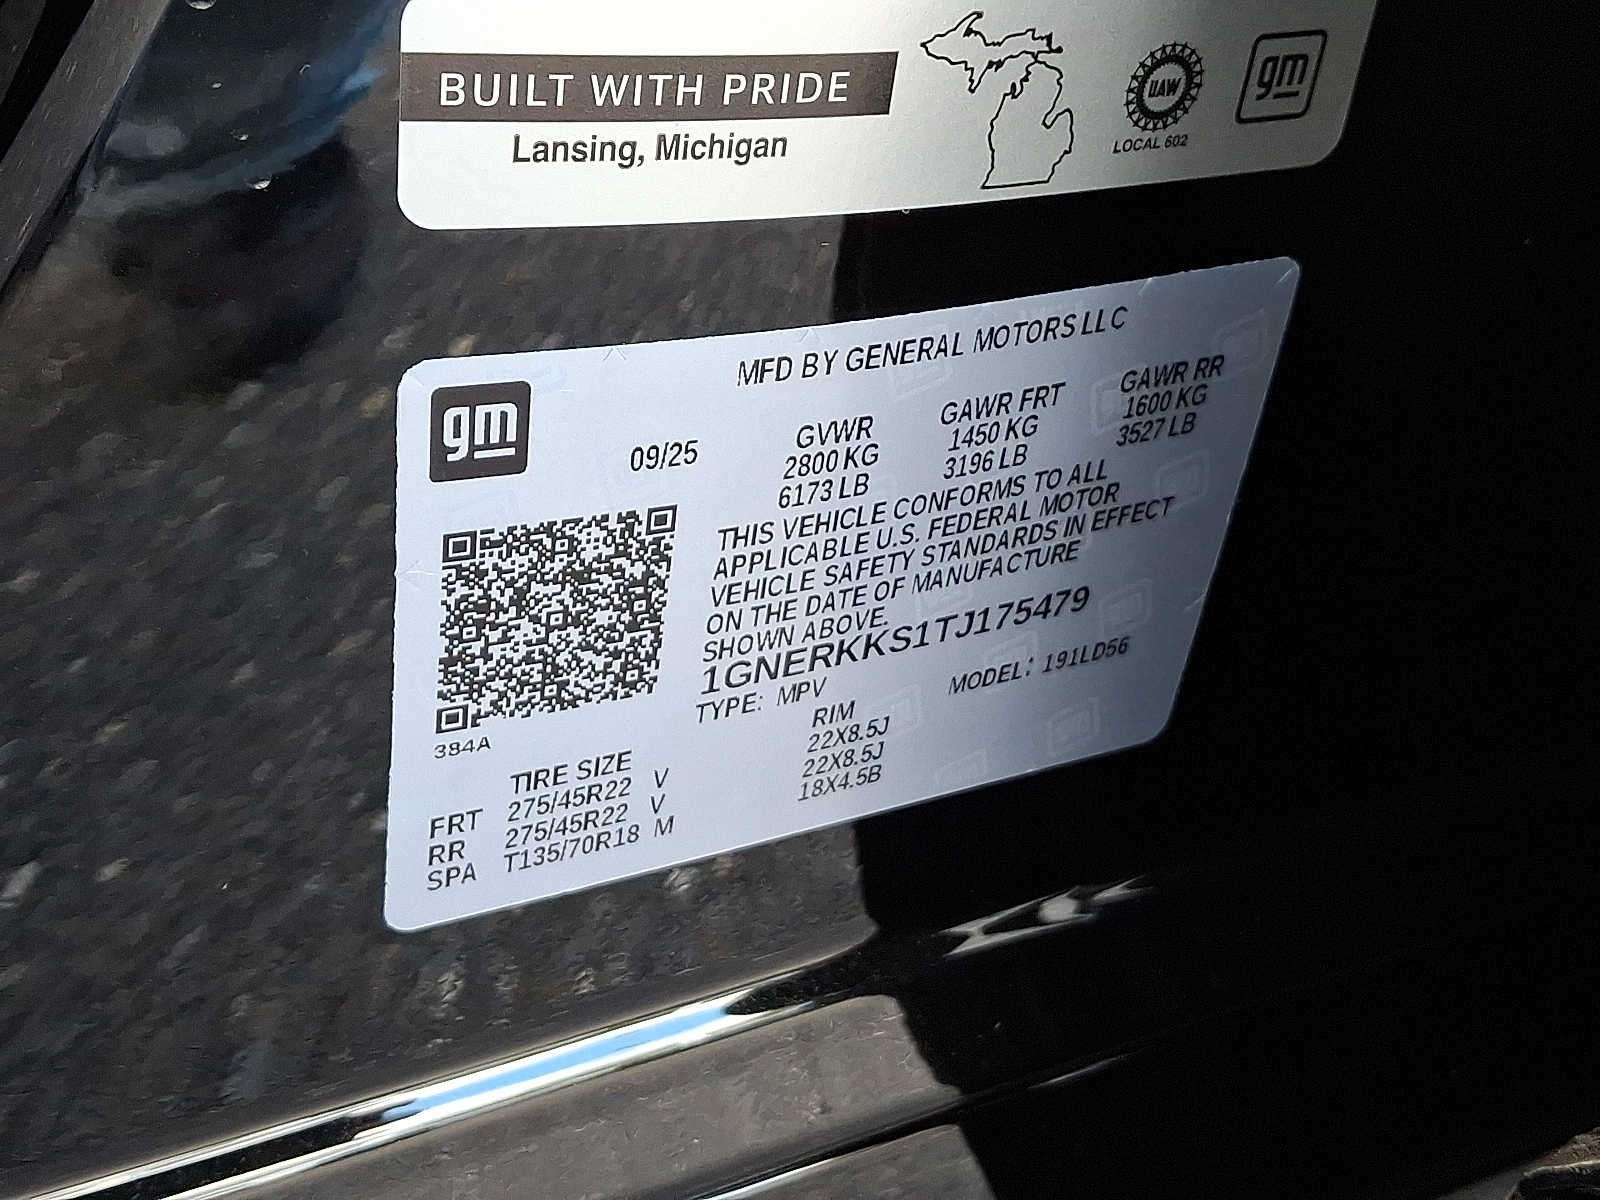 BUILT WITH PRIDE
Lansing, Michigan
UAW
LOCAL 602
gm
MFD BY GENERAL MOTORS LLC
gm
09/25
GVWR
2800 KG
6173 LB
GAWR FRT
1450 KG
3196 LB
GAWR RR
1600 KG
3527 LB
THIS VEHICLE CONFORMS TO ALL
APPLICABLE U.S. FEDERAL MOTOR
VEHICLE SAFETY STANDARDS IN EFFECT
ON THE DATE OF MANUFACTURE
SHOWN ABOVE.
1GNERKKS1TJ175479
TYPE: MPV MODEL: 191LD56
384A
TIRE SIZE RIM
FRT 275/45R22 V 22X8.5J
RR 275/45R22 V 22X8.5J
SPA T135/70R18 M 18X4.5B